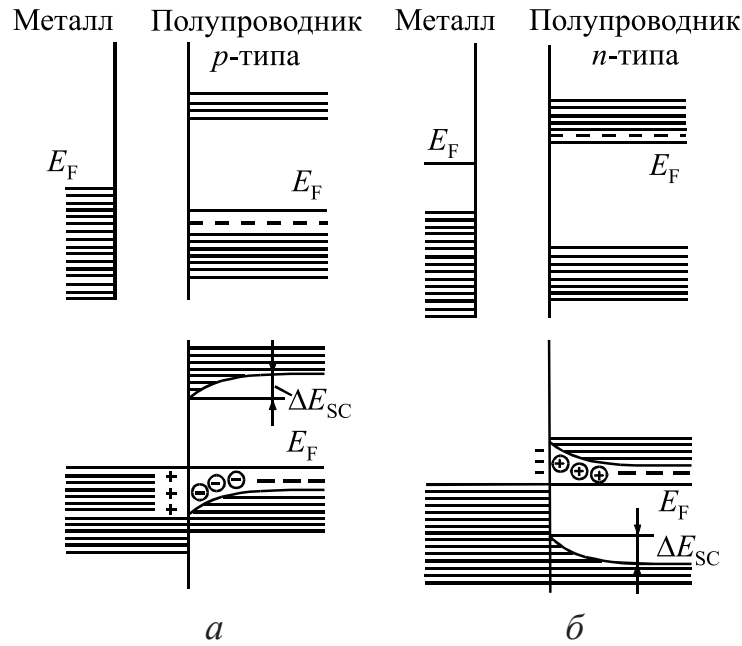 Металл Полупроводник Металл Полупроводник
p-типа n-типа
E_F E_F E_F E_F
ΔE_SC
E_F
+
+
+
− − −
-
-
-
+ + +
E_F
ΔE_SC
а б